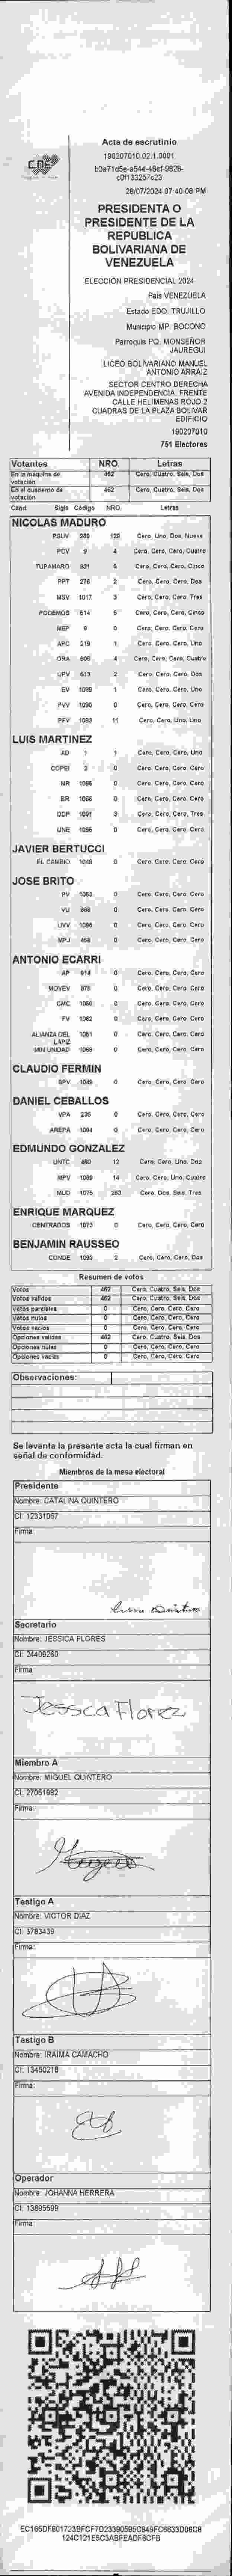 CNE
Acta de escrutinio
190207010.02.1.0001
28/07/2024 07:40:08 PM
PRESIDENTA O
PRESIDENTE DE LA
REPUBLICA
BOLIVARIANA DE
VENEZUELA
ELECCIÓN PRESIDENCIAL 2024
País VENEZUELA
Estado EDO. TRUJILLO
Municipio MP. BOCONO
Parroquia PQ. MONSEÑOR
JAUREGUI
LICEO BOLIVARIANO MANUEL
ANTONIO ARRAIZ
SECTOR CENTRO DERECHA
AVENIDA INDEPENDENCIA. FRENTE
CALLE HELIMENAS ROJO 2
CUADRAS DE LA PLAZA BOLIVAR
EDIFICIO
190207010
751 Electores
Votantes NRO. Letras
En la máquina de votación 462 Cero, Cuatro, Seis, Dos
En el cuaderno de votación 462 Cero, Cuatro, Seis, Dos
Cand Sigla Código NRO. Letras
NICOLAS MADURO
PSUV 129 Cero, Uno, Dos, Nueve
PCV 9 4 Cero, Cero, Cero, Cuatro
TUPAMARO 931 5 Cero, Cero, Cero, Cinco
PPT 276 2 Cero, Cero, Cero, Dos
MSV 1017 3 Cero, Cero, Cero, Tres
PODEMOS 514 5 Cero, Cero, Cero, Cinco
MEP 6 0 Cero, Cero, Cero, Cero
APC 219 1 Cero, Cero, Cero, Uno
ORA 906 4 Cero, Cero, Cero, Cuatro
UPV 613 2 Cero, Cero, Cero, Dos
EV 1089 1 Cero, Cero, Cero, Uno
PVV 1090 0 Cero, Cero, Cero, Cero
PFV 1093 11 Cero, Cero, Uno, Uno
LUIS MARTINEZ
AD 1 1 Cero, Cero, Cero, Uno
COPEI 2 0 Cero, Cero, Cero, Cero
MR 1065 0 Cero, Cero, Cero, Cero
BR 1066 0 Cero, Cero, Cero, Cero
DDP 1091 3 Cero, Cero, Cero, Tres
UNE 1095 0 Cero, Cero, Cero, Cero
JAVIER BERTUCCI
EL CAMBIO 1048 0 Cero, Cero, Cero, Cero
JOSE BRITO
PV 1053 0 Cero, Cero, Cero, Cero
VU 868 0 Cero, Cero, Cero, Cero
UVV 1096 0 Cero, Cero, Cero, Cero
MPJ 458 0 Cero, Cero, Cero, Cero
ANTONIO ECARRI
AP 914 0 Cero, Cero, Cero, Cero
MOVEV 878 0 Cero, Cero, Cero, Cero
CMC 1050 0 Cero, Cero, Cero, Cero
FV 1062 0 Cero, Cero, Cero, Cero
ALIANZA DEL LAPIZ 1051 0 Cero, Cero, Cero, Cero
MIN UNIDAD 1068 0 Cero, Cero, Cero, Cero
CLAUDIO FERMIN
SPV 1049 0 Cero, Cero, Cero, Cero
DANIEL CEBALLOS
VPA 235 0 Cero, Cero, Cero, Cero
AREPA 1094 0 Cero, Cero, Cero, Cero
EDMUNDO GONZALEZ
UNTC 480 12 Cero, Cero, Uno, Dos
MPV 1069 14 Cero, Cero, Uno, Cuatro
MUD 1075 263 Cero, Dos, Seis, Tres
ENRIQUE MARQUEZ
CENTRADOS 1073 0 Cero, Cero, Cero, Cero
BENJAMIN RAUSSEO
CONDE 1092 2 Cero, Cero, Cero, Dos
Resumen de votos
Votos 462 Cero, Cuatro, Seis, Dos
Votos validos 462 Cero, Cuatro, Seis, Dos
Votos parciales 0 Cero, Cero, Cero, Cero
Votos nulos 0 Cero, Cero, Cero, Cero
Votos vacios 0 Cero, Cero, Cero, Cero
Opciones validas 462 Cero, Cuatro, Seis, Dos
Opciones nulas 0 Cero, Cero, Cero, Cero
Opciones vacias 0 Cero, Cero, Cero, Cero
Observaciones:
Se levanta la presente acta la cual firman en
señal de conformidad.
Miembros de la mesa electoral
Presidente
Nombre: CATALINA QUINTERO
CI: 12331067
Firma:
Secretario
Nombre: JESSICA FLORES
CI: 24409260
Firma:
Jessca Florez
Miembro A
Nombre: MIGUEL QUINTERO
CI: 27051982
Firma:
Testigo A
Nombre: VICTOR DIAZ
CI: 3783439
Firma:
Testigo B
Nombre: IRAIMA CAMACHO
CI: 13450218
Firma:
Operador
Nombre: JOHANNA HERRERA
CI: 13895599
Firma: